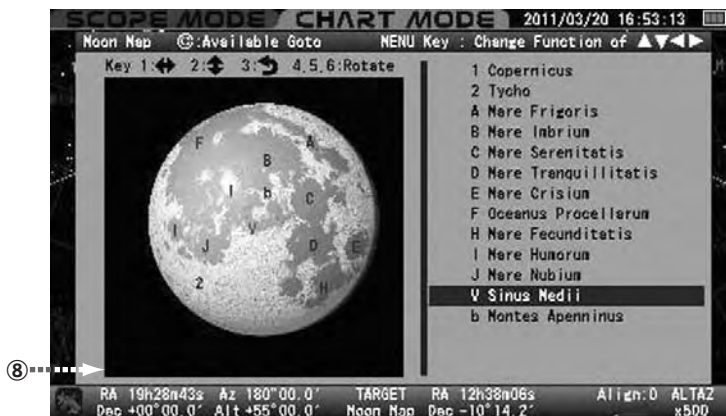 SCOPE MODE / CHART MODE 2011/03/20 16:53:13
Moon Map G:Available Goto MENU Key : Change Function of ▲▼◀▶
Key 1:↔ 2:↕ 3:↶ 4,5,6:Rotate
1 Copernicus
2 Tycho
A Mare Frigoris
B Mare Imbrium
C Mare Serenitatis
D Mare Tranquillitatis
E Mare Crisium
F Oceanus Procellarum
H Mare Fecunditatis
I Mare Humorum
J Mare Nubium
V Sinus Medii
b Montes Apenninus
F A
B
1 b C
I V
J D E
2 H
⑧
RA 19h28m43s Az 180°00.0′ TARGET RA 12h38m06s Align:0 ALTAZ
Dec +00°00.0′ Alt +55°00.0′ Moon Map Dec -10°14.2′ x500